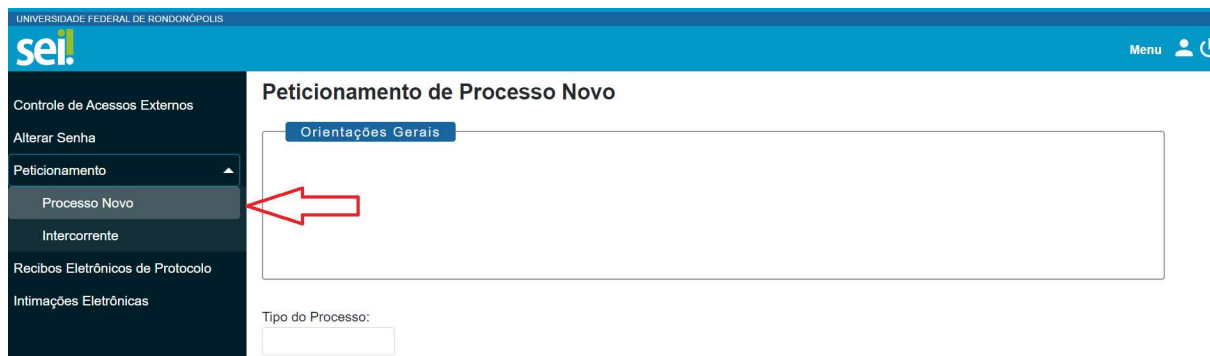 UNIVERSIDADE FEDERAL DE RONDONÓPOLIS
sei!
Menu
Controle de Acessos Externos
Alterar Senha
Peticionamento
Processo Novo
Intercorrente
Recibos Eletrônicos de Protocolo
Intimações Eletrônicas
Peticionamento de Processo Novo
Orientações Gerais
Tipo do Processo: